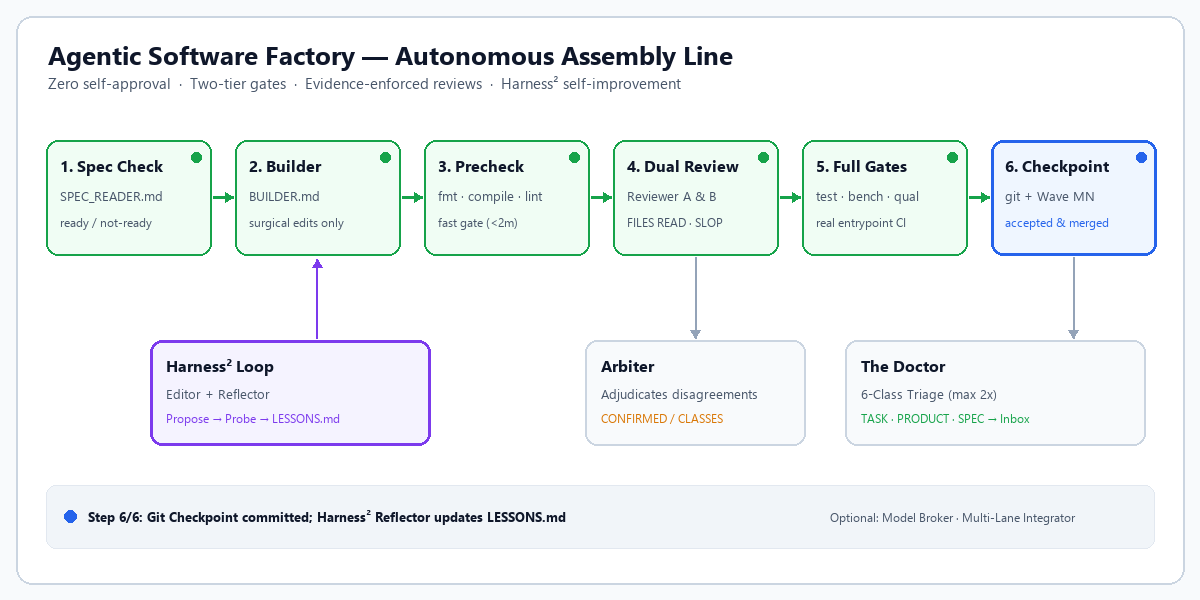 Agentic Software Factory — Autonomous Assembly Line
Zero self-approval · Two-tier gates · Evidence-enforced reviews · Harness² self-improvement
1. Spec Check
SPEC_READER.md
ready / not-ready
2. Builder
BUILDER.md
surgical edits only
3. Precheck
fmt · compile · lint
fast gate (<2m)
4. Dual Review
Reviewer A & B
FILES READ · SLOP
5. Full Gates
test · bench · qual
real entrypoint CI
6. Checkpoint
git + Wave MN
accepted & merged
Harness² Loop
Editor + Reflector
Propose → Probe → LESSONS.md
Arbiter
Adjudicates disagreements
CONFIRMED / CLASSES
The Doctor
6-Class Triage (max 2x)
TASK · PRODUCT · SPEC → Inbox
Step 6/6: Git Checkpoint committed; Harness² Reflector updates LESSONS.md
Optional: Model Broker · Multi-Lane Integrator